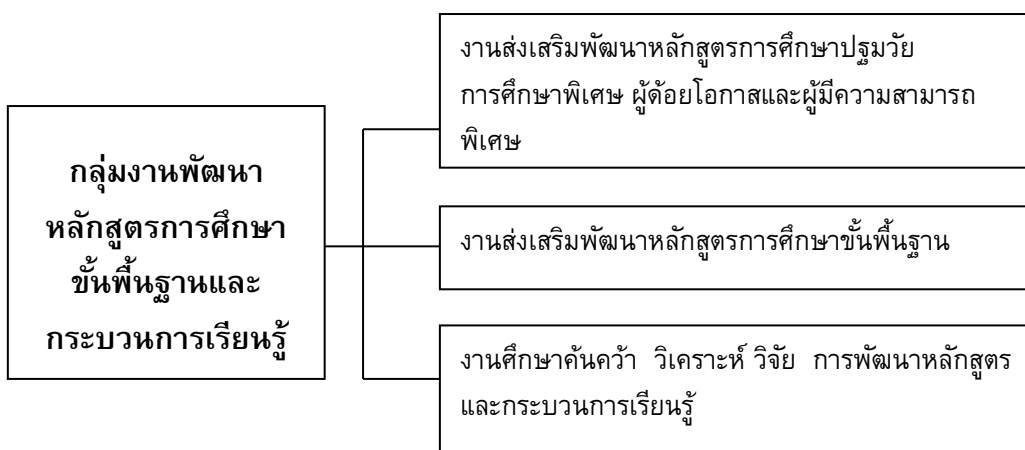 กลุ่มงานพัฒนา
หลักสูตรการศึกษา
ขั้นพื้นฐานและ
กระบวนการเรียนรู้
งานส่งเสริมพัฒนาหลักสูตรการศึกษาปฐมวัย
การศึกษาพิเศษ ผู้ด้อยโอกาสและผู้มีความสามารถ
พิเศษ
งานส่งเสริมพัฒนาหลักสูตรการศึกษาขั้นพื้นฐาน
งานศึกษาค้นคว้า วิเคราะห์ วิจัย การพัฒนาหลักสูตร
และกระบวนการเรียนรู้